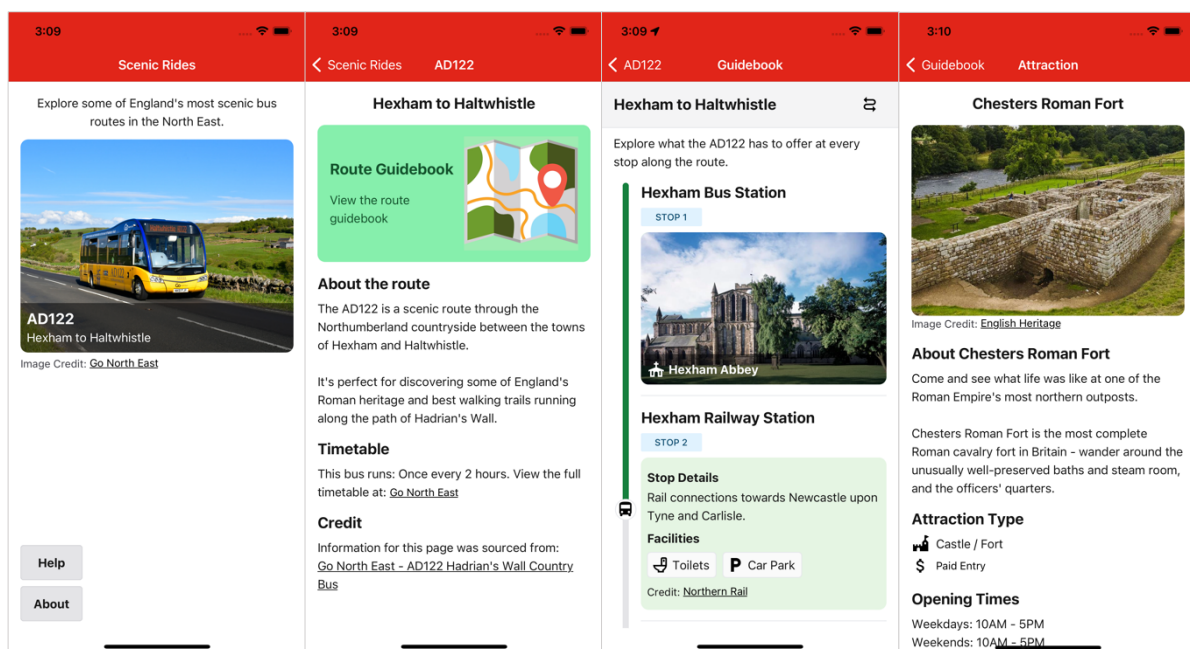 3:09
Scenic Rides
Explore some of England's most scenic bus
routes in the North East.
AD122
AD122
Hexham to Haltwhistle
Image Credit: Go North East
Help
About
3:09
Scenic Rides
AD122
Hexham to Haltwhistle
Route Guidebook
View the route
guidebook
About the route
The AD122 is a scenic route through the
Northumberland countryside between the towns
of Hexham and Haltwhistle.
It's perfect for discovering some of England's
Roman heritage and best walking trails running
along the path of Hadrian's Wall.
Timetable
This bus runs: Once every 2 hours. View the full
timetable at: Go North East
Credit
Information for this page was sourced from:
Go North East - AD122 Hadrian's Wall Country
Bus
3:09
AD122
Guidebook
Hexham to Haltwhistle
Explore what the AD122 has to offer at every
stop along the route.
Hexham Bus Station
STOP 1
Hexham Abbey
Hexham Railway Station
STOP 2
Stop Details
Rail connections towards Newcastle upon
Tyne and Carlisle.
Facilities
Toilets
P Car Park
Credit: Northern Rail
3:10
Guidebook
Attraction
Chesters Roman Fort
Image Credit: English Heritage
About Chesters Roman Fort
Come and see what life was like at one of the
Roman Empire's most northern outposts.
Chesters Roman Fort is the most complete
Roman cavalry fort in Britain - wander around the
unusually well-preserved baths and steam room,
and the officers' quarters.
Attraction Type
Castle / Fort
$ Paid Entry
Opening Times
Weekdays: 10AM - 5PM
Weekends: 10AM - 5PM